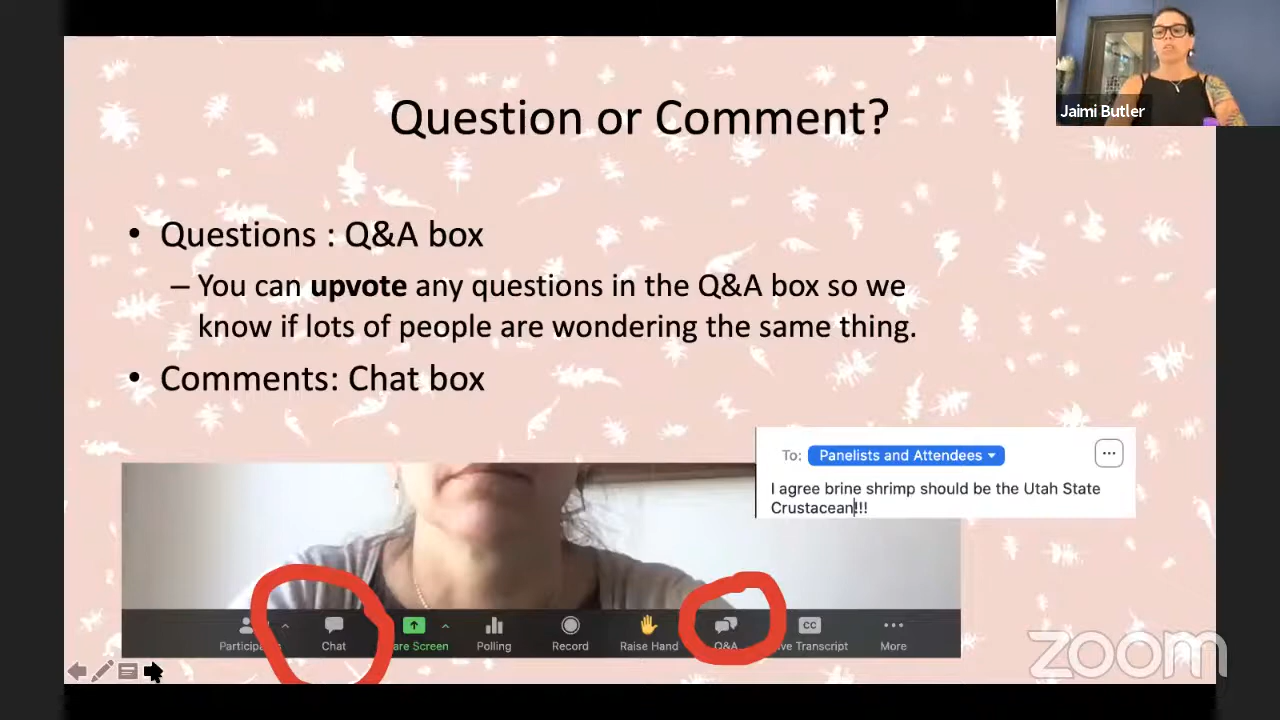 Question or Comment?
Jaimi Butler
• Questions : Q&A box
– You can upvote any questions in the Q&A box so we
know if lots of people are wondering the same thing.
• Comments: Chat box
To: Panelists and Attendees
I agree brine shrimp should be the Utah State
Crustacean!!!
Chat
Polling
Record
Raise Hand
Q&A
CC
Transcript
More
zoom